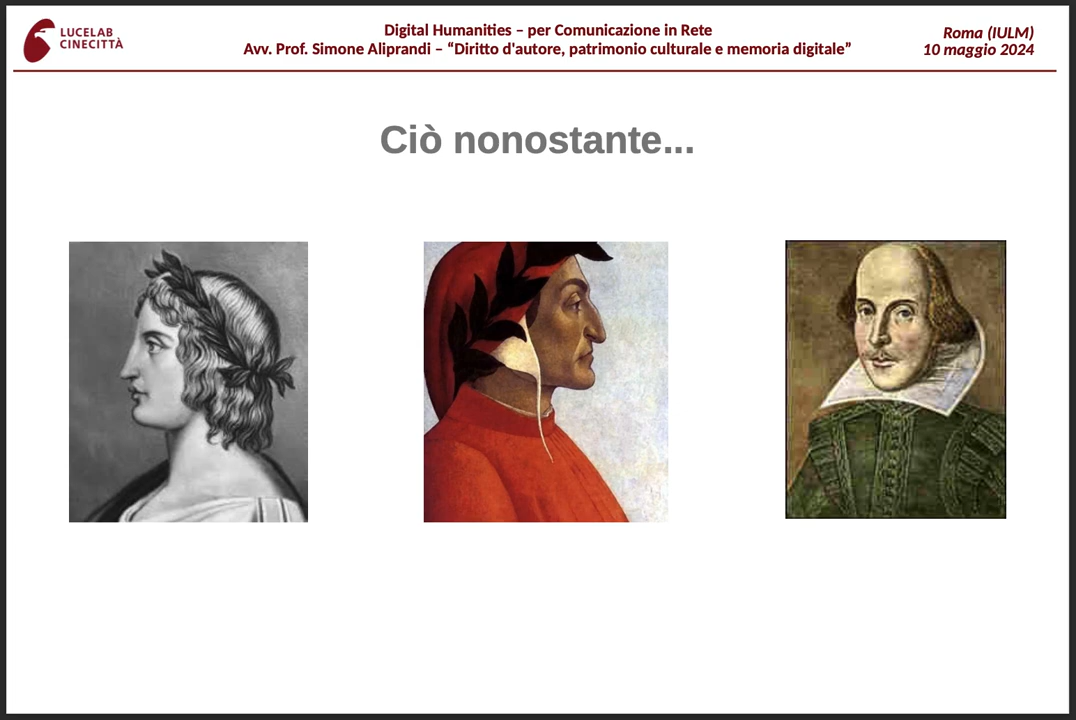 LUCELAB
CINECITTÀ
Digital Humanities – per Comunicazione in Rete
Avv. Prof. Simone Aliprandi – “Diritto d'autore, patrimonio culturale e memoria digitale”
Roma (IULM)
10 maggio 2024
Ciò nonostante...